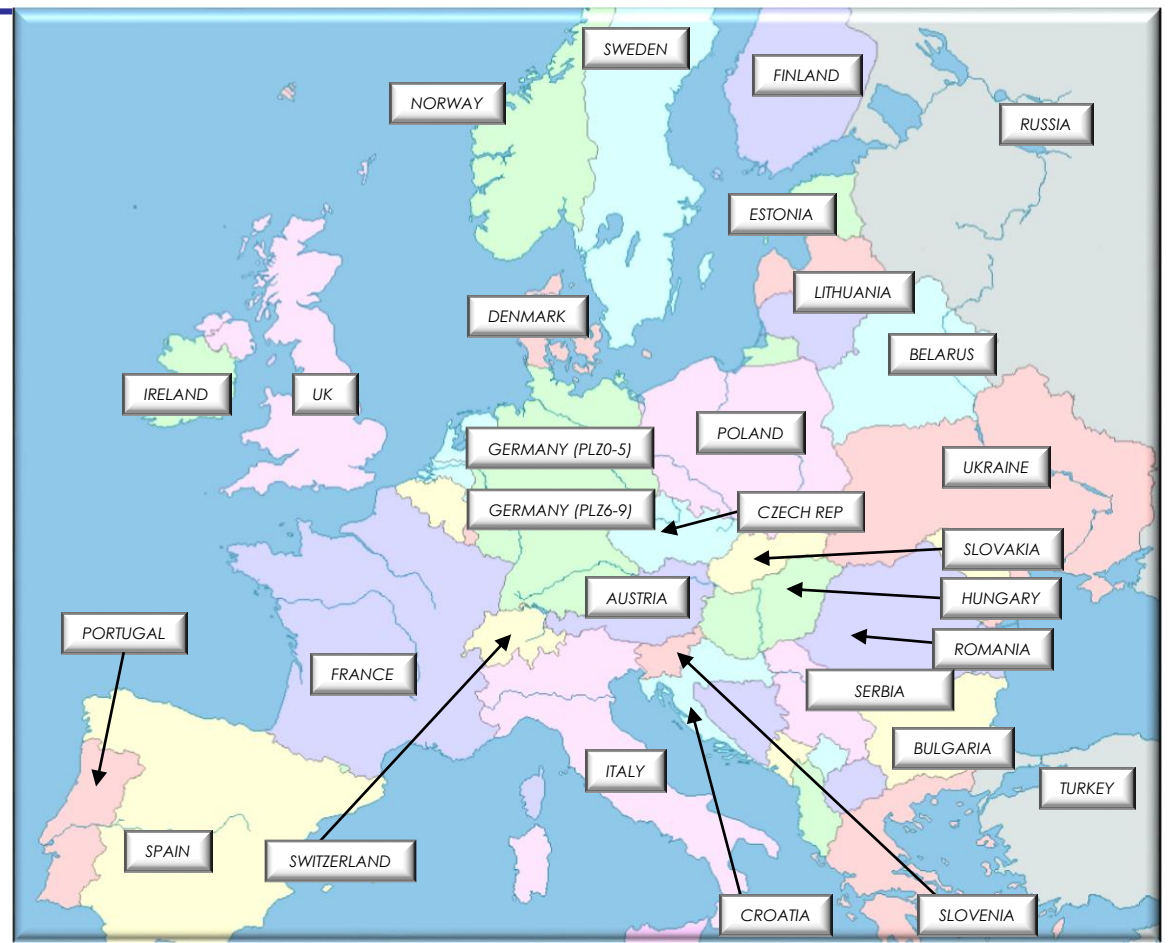 SWEDEN
FINLAND
NORWAY
RUSSIA
ESTONIA
LITHUANIA
DENMARK
BELARUS
IRELAND
UK
POLAND
GERMANY (PLZ0-5)
UKRAINE
GERMANY (PLZ6-9)
CZECH REP
SLOVAKIA
AUSTRIA
HUNGARY
PORTUGAL
ROMANIA
FRANCE
SERBIA
BULGARIA
ITALY
TURKEY
SPAIN
SWITZERLAND
CROATIA
SLOVENIA